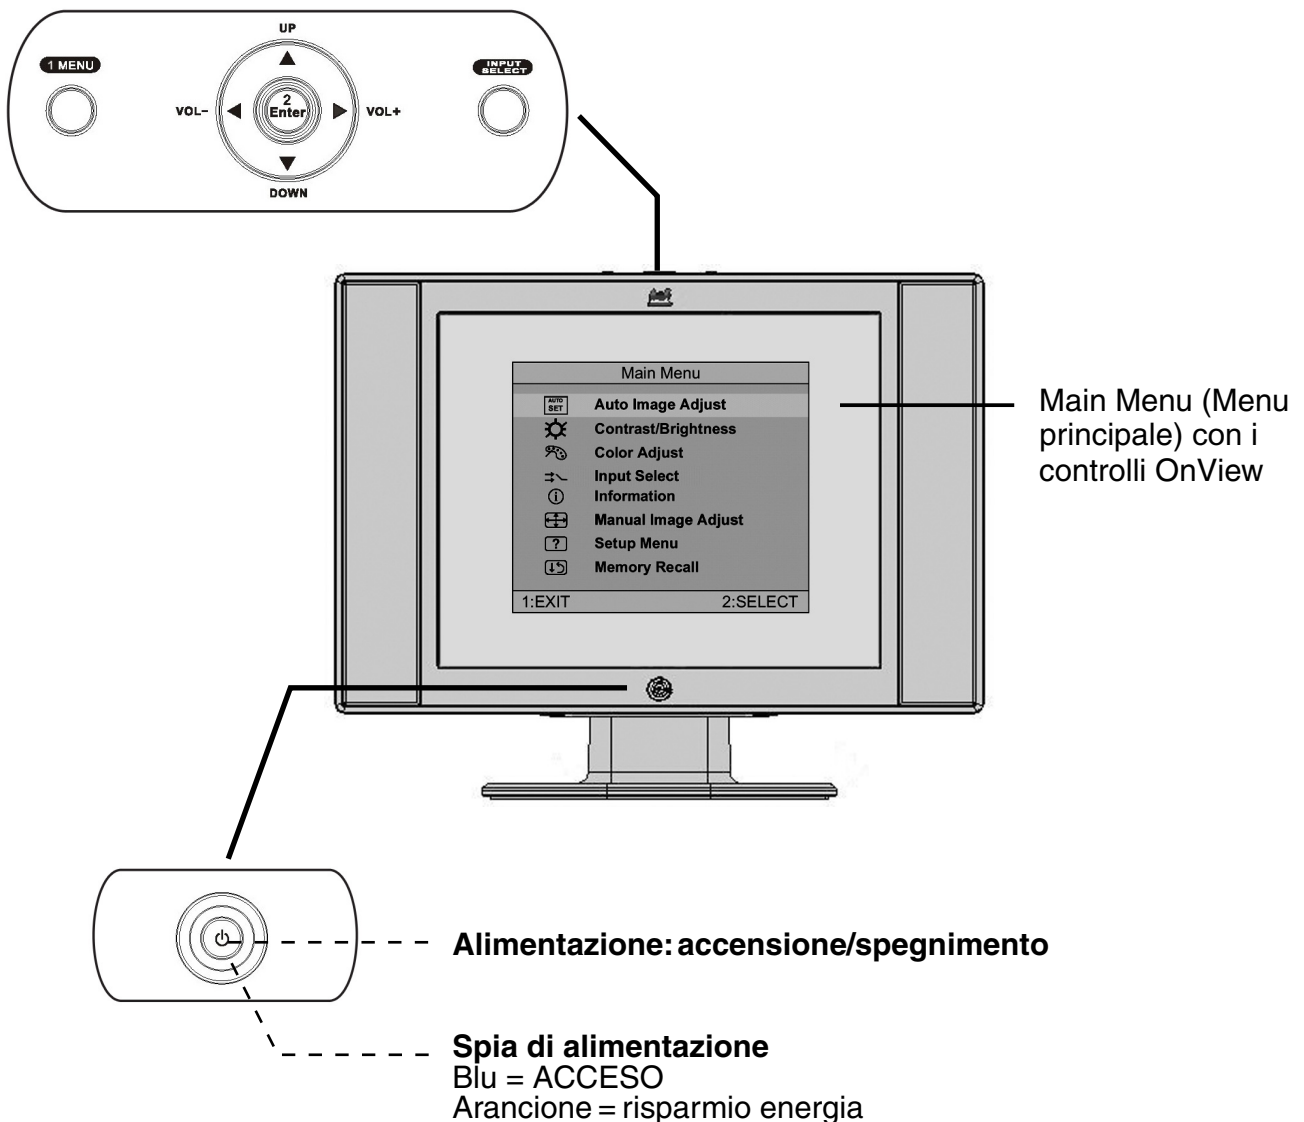 UP
1 MENU
INPUT
SELECT
VOL-
2
Enter
VOL+
DOWN
Main Menu
AUTO
SET
Auto Image Adjust
Contrast/Brightness
Color Adjust
Input Select
Information
Manual Image Adjust
Setup Menu
Memory Recall
1:EXIT
2:SELECT
Main Menu (Menu
principale) con i
controlli OnView
Alimentazione: accensione/spegnimento
Spia di alimentazione
Blu = ACCESO
Arancione = risparmio energia